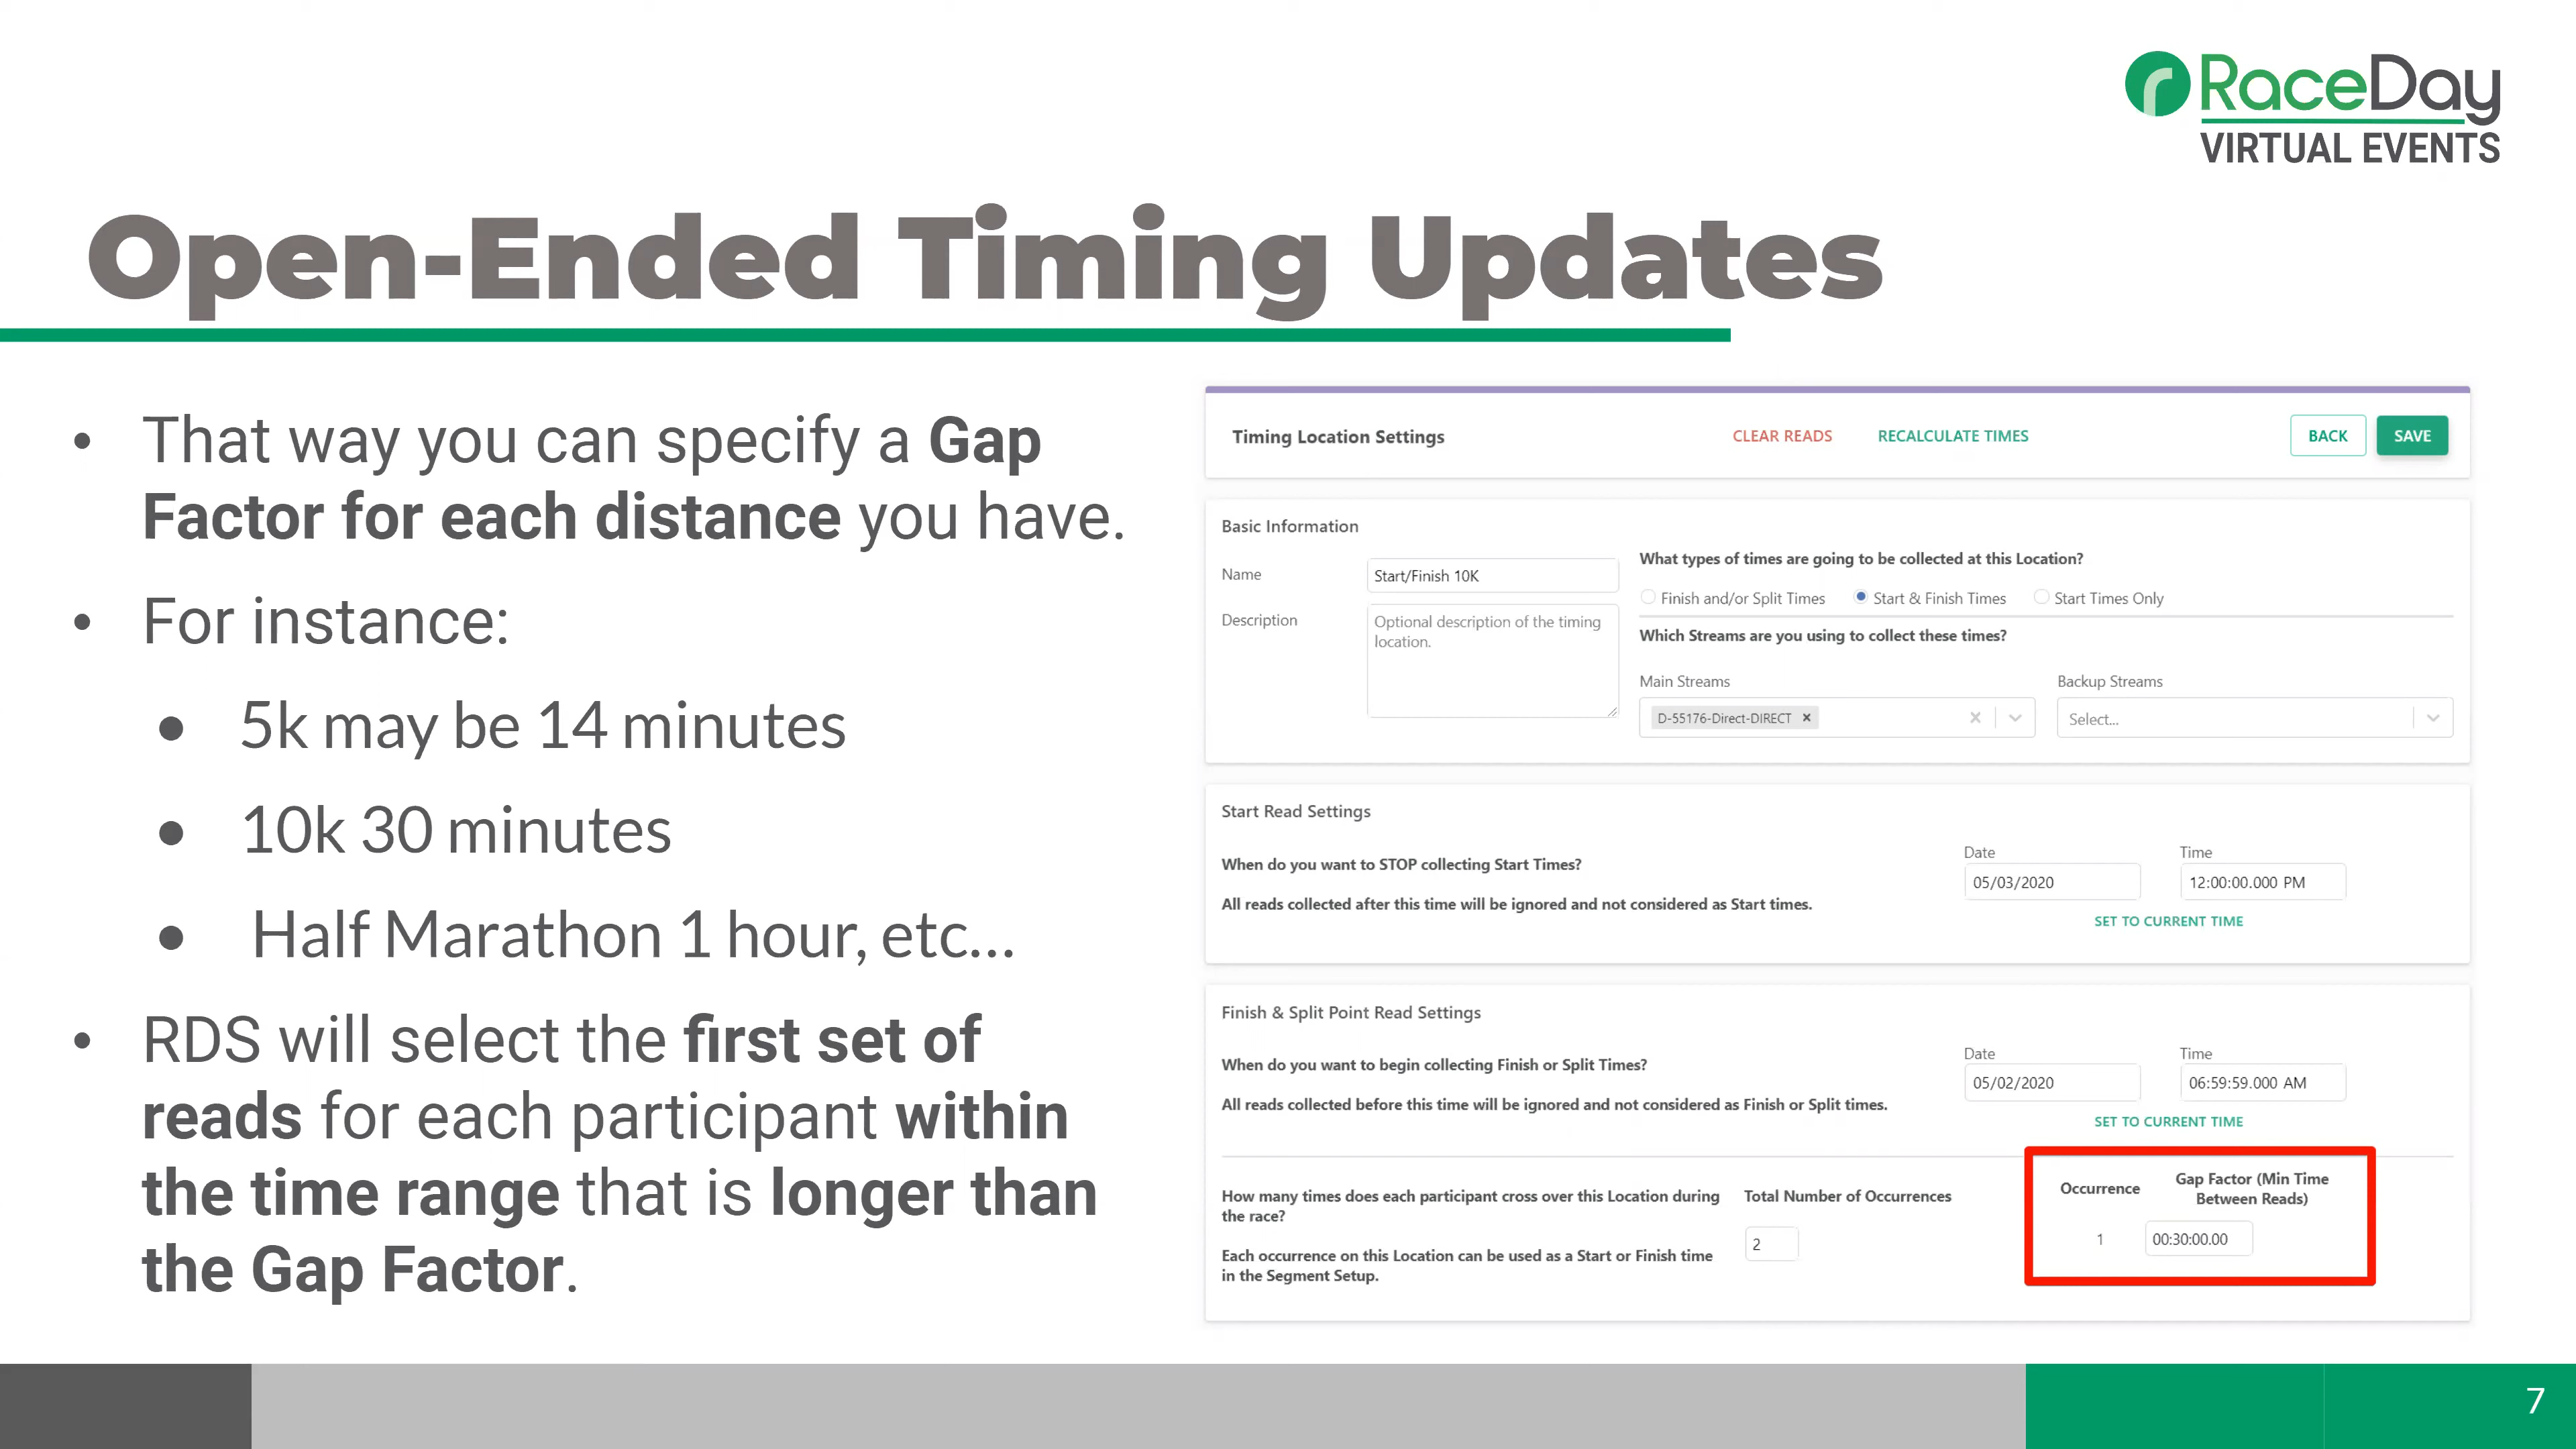 RaceDay
VIRTUAL EVENTS
Open-Ended Timing Updates
• That way you can specify a Gap
Factor for each distance you have.
• For instance:
• 5k may be 14 minutes
• 10k 30 minutes
• Half Marathon 1 hour, etc...
• RDS will select the first set of
reads for each participant within
the time range that is longer than
the Gap Factor.
Timing Location Settings
CLEAR READS
RECALCULATE TIMES
BACK
SAVE
Basic Information
Name
Start/Finish 10K
Description
Optional description of the timing
location.
What types of times are going to be collected at this Location?
Finish and/or Split Times
Start & Finish Times
Start Times Only
Which Streams are you using to collect these times?
Main Streams
D-55176-Direct-DIRECT
Backup Streams
Select...
Start Read Settings
When do you want to STOP collecting Start Times?
All reads collected after this time will be ignored and not considered as Start times.
Date
Time
05/03/2020
12:00:00.000 PM
SET TO CURRENT TIME
Finish & Split Point Read Settings
When do you want to begin collecting Finish or Split Times?
All reads collected before this time will be ignored and not considered as Finish or Split times.
Date
Time
05/02/2020
06:59:59.000 AM
SET TO CURRENT TIME
How many times does each participant cross over this Location during
the race?
Each occurrence on this Location can be used as a Start or Finish time
in the Segment Setup.
Total Number of Occurrences
2
Occurrence
Gap Factor (Min Time
Between Reads)
1
00:30:00.00
7